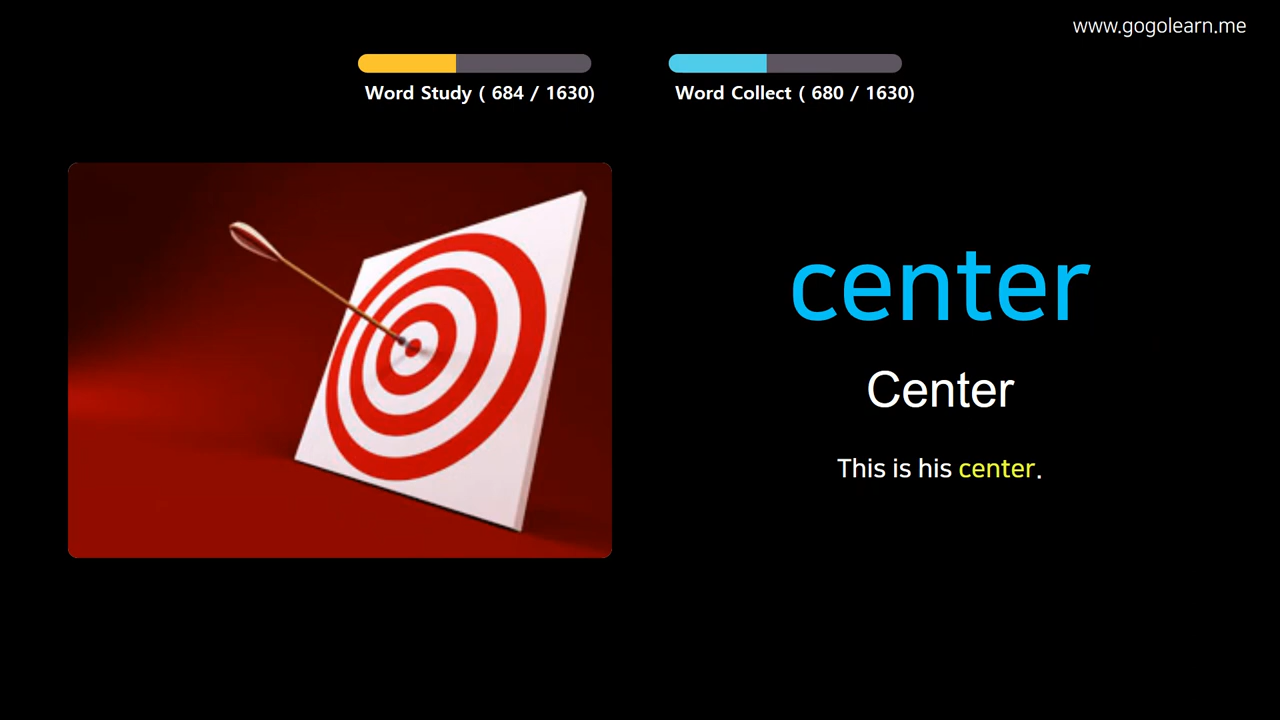 www.gogolearn.me
Word Study ( 684 / 1630)
Word Collect ( 680 / 1630)
center
Center
This is his center.